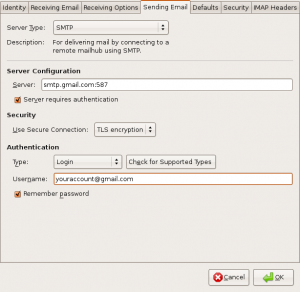 Identity Receiving Email Receiving Options Sending Email Defaults Security IMAP Headers
Server Type: SMTP
Description: For delivering mail by connecting to a
remote mailhub using SMTP.
Server Configuration
Server: smtp.gmail.com:587
Server requires authentication
Security
Use Secure Connection: TLS encryption
Authentication
Type: Login Check for Supported Types
Username: youraccount@gmail.com
Remember password
Cancel OK